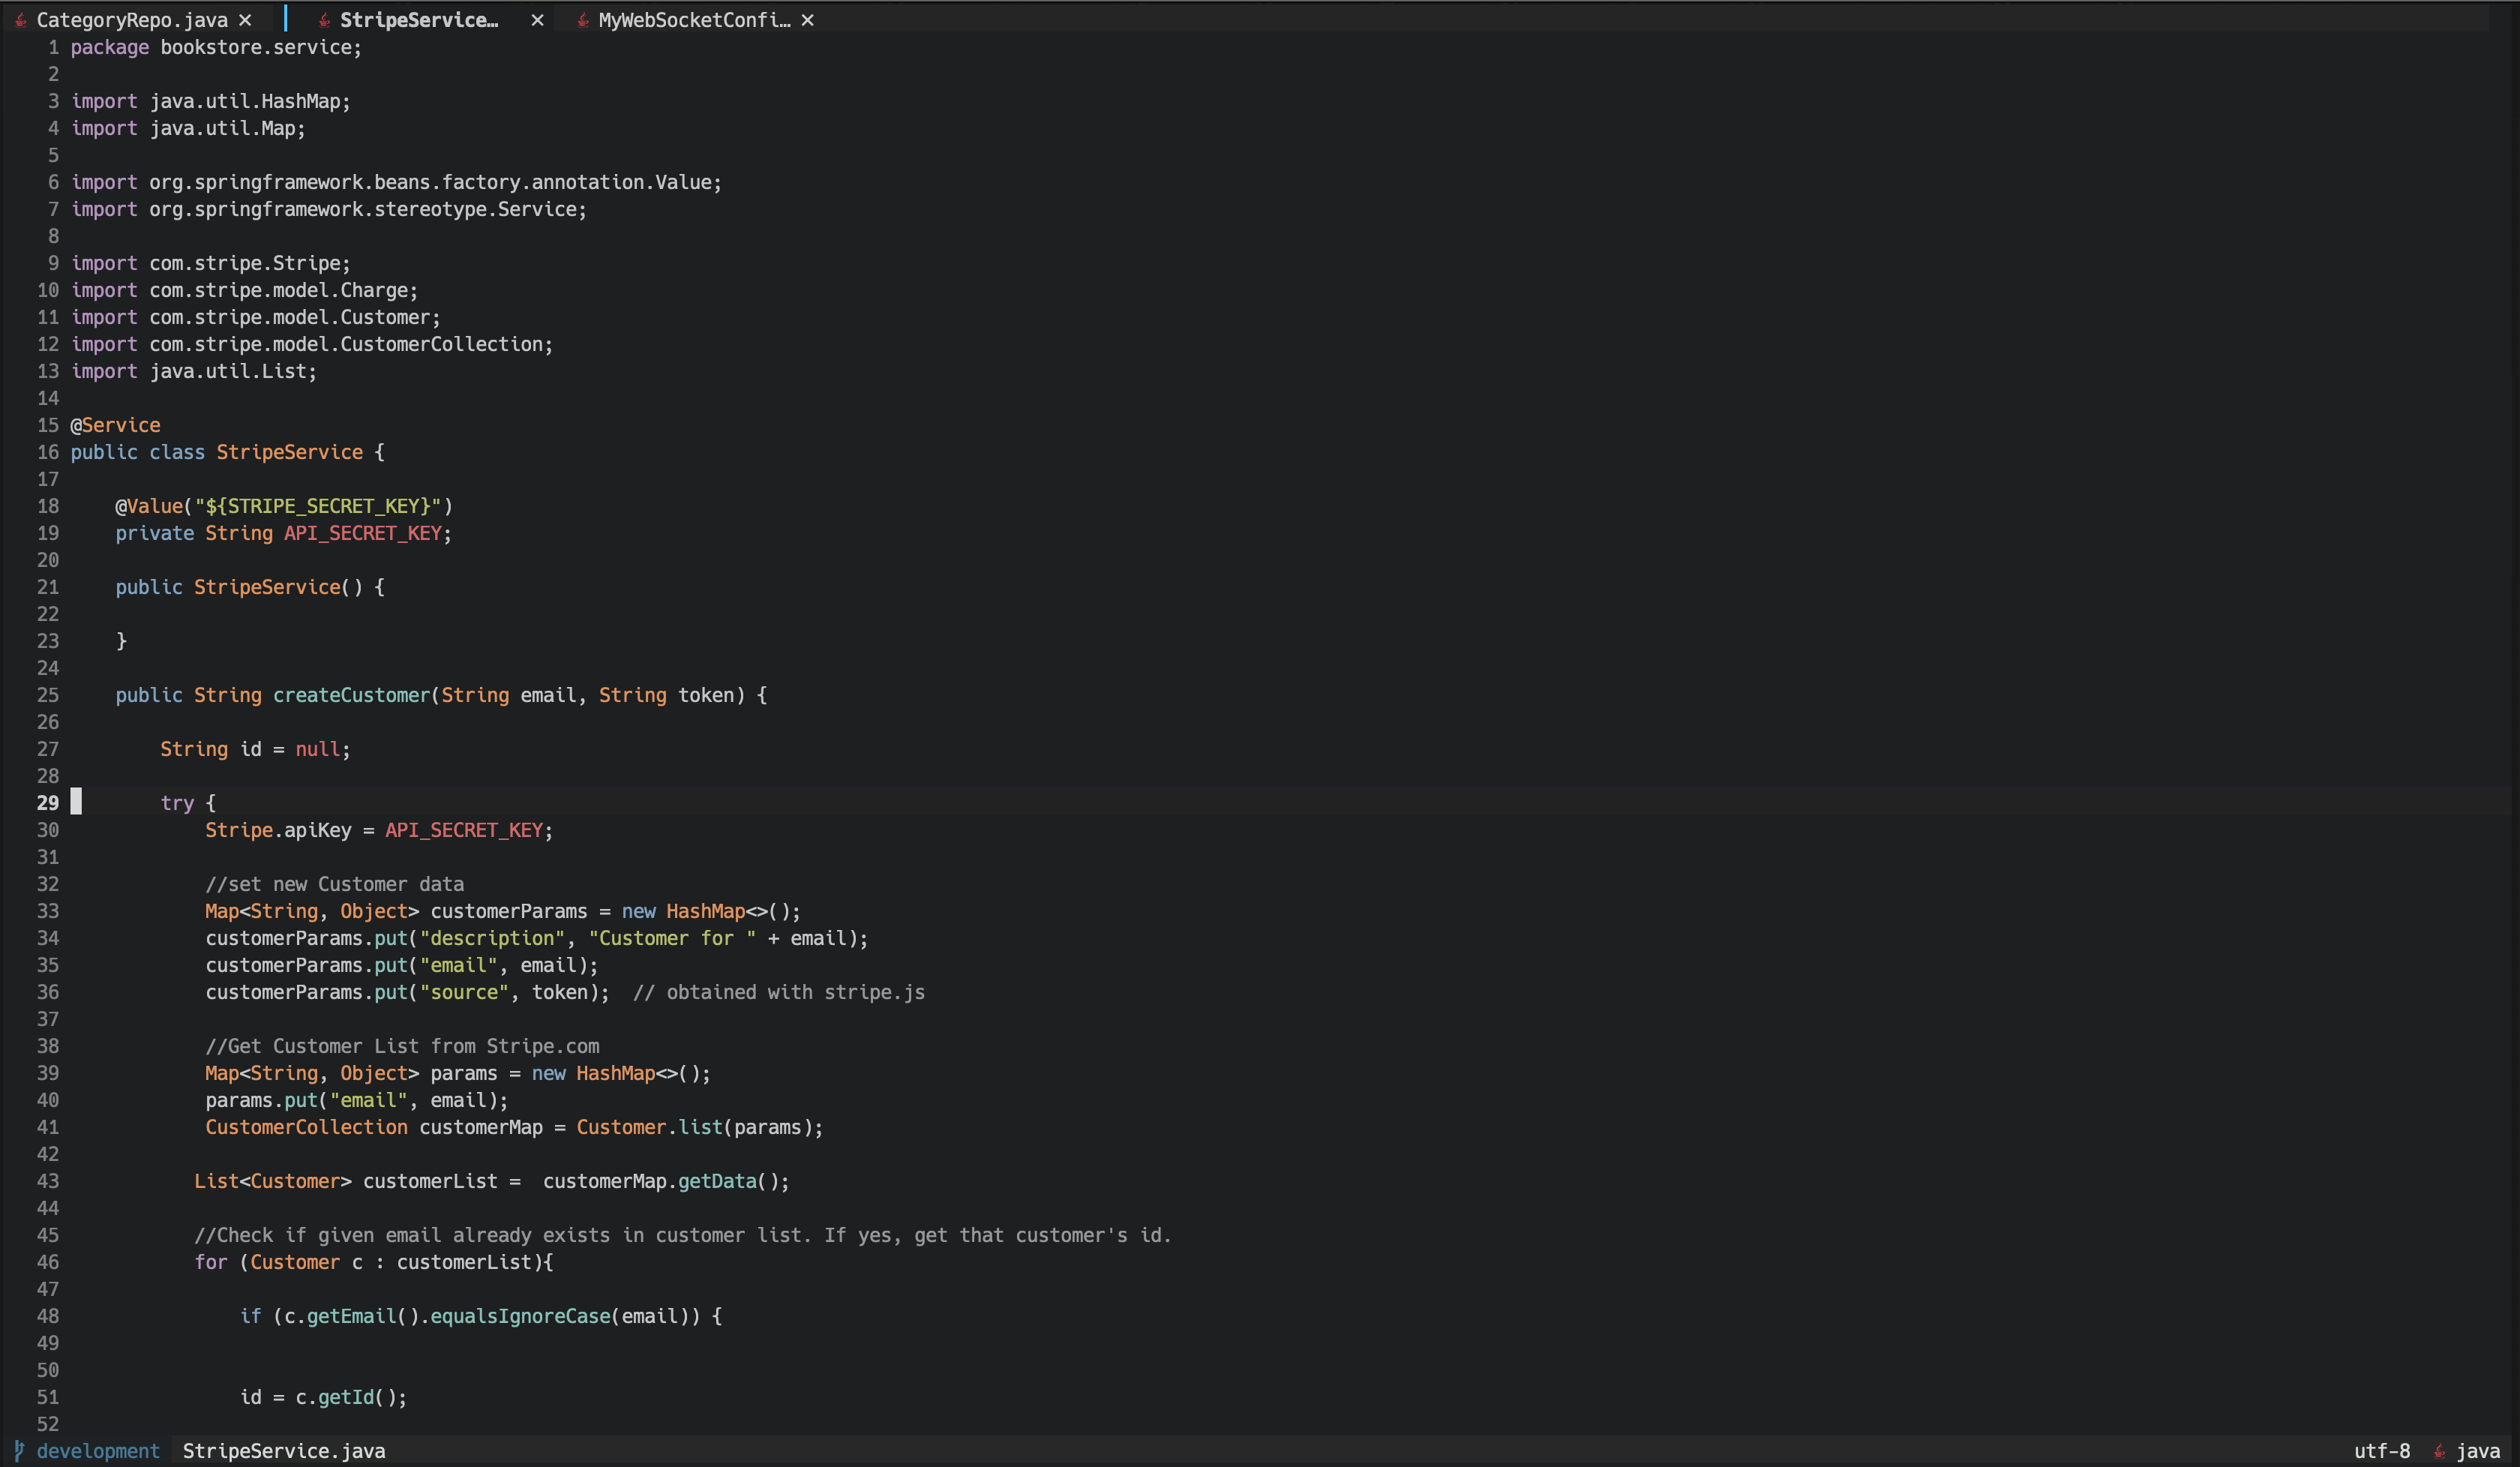 CategoryRepo.java × StripeService… × MyWebSocketConfi… ×
1 package bookstore.service;
2
3 import java.util.HashMap;
4 import java.util.Map;
5
6 import org.springframework.beans.factory.annotation.Value;
7 import org.springframework.stereotype.Service;
8
9 import com.stripe.Stripe;
10 import com.stripe.model.Charge;
11 import com.stripe.model.Customer;
12 import com.stripe.model.CustomerCollection;
13 import java.util.List;
14
15 @Service
16 public class StripeService {
17
18     @Value("${STRIPE_SECRET_KEY}")
19     private String API_SECRET_KEY;
20
21     public StripeService() {
22
23     }
24
25     public String createCustomer(String email, String token) {
26
27         String id = null;
28
29         try {
30             Stripe.apiKey = API_SECRET_KEY;
31
32             //set new Customer data
33             Map<String, Object> customerParams = new HashMap<>();
34             customerParams.put("description", "Customer for " + email);
35             customerParams.put("email", email);
36             customerParams.put("source", token);  // obtained with stripe.js
37
38             //Get Customer List from Stripe.com
39             Map<String, Object> params = new HashMap<>();
40             params.put("email", email);
41             CustomerCollection customerMap = Customer.list(params);
42
43            List<Customer> customerList =  customerMap.getData();
44
45            //Check if given email already exists in customer list. If yes, get that customer's id.
46            for (Customer c : customerList){
47
48                if (c.getEmail().equalsIgnoreCase(email)) {
49
50
51                id = c.getId();
52
development StripeService.java utf-8 java